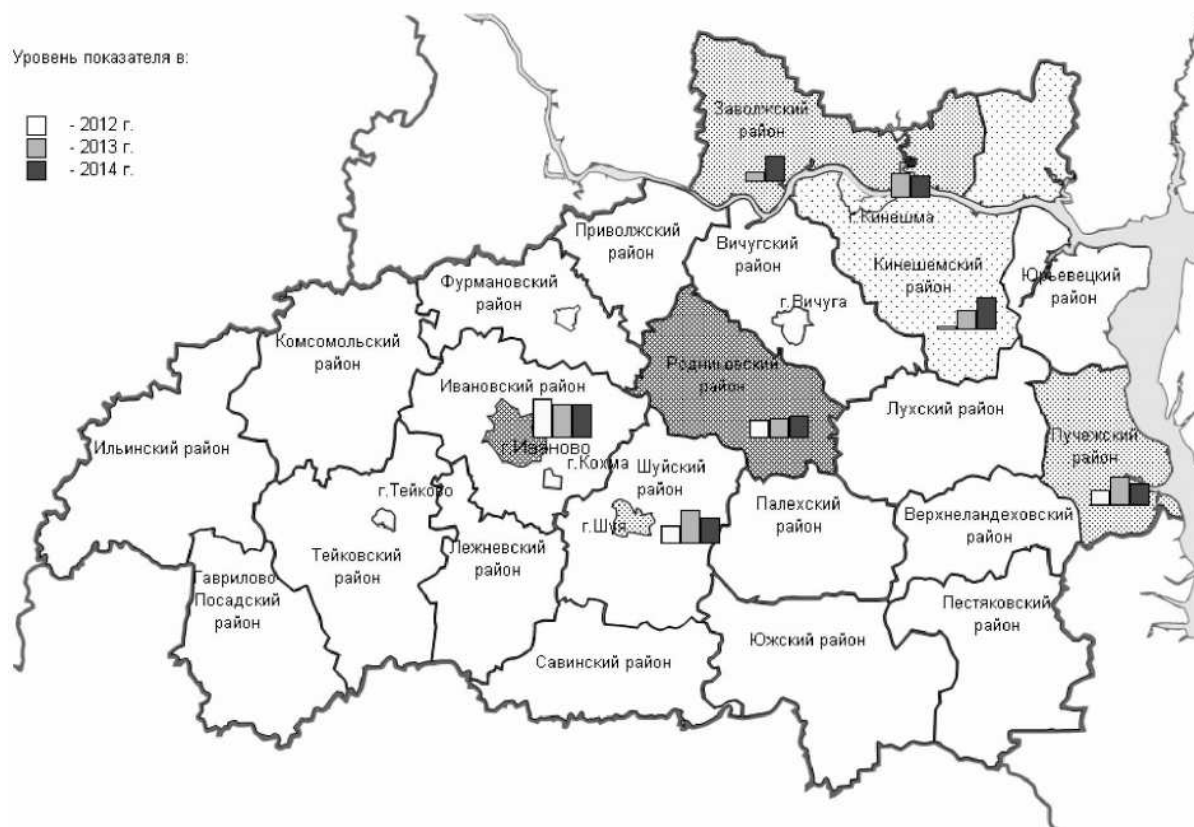 Уровень показателя в:
- 2012 г.
- 2013 г.
- 2014 г.
Заволжский
район
г.Кинешма
Приволжский
район
Вичугский
район
Кинешемский
район
Юрьевецкий
район
Фурмановский
район
г.Вичуга
Комсомольский
район
Родниковский
район
Ивановский район
Лухский район
Ильинский район
г.Иваново
Пучежский
район
г.Кохма
Шуйский
район
г.Тейково
Палехский
район
Верхнеландеховский
район
г.Шуя
Тейковский
район
Лежневский
район
Гаврилово
Посадский
район
Пестяковский
район
Южский район
Савинский район